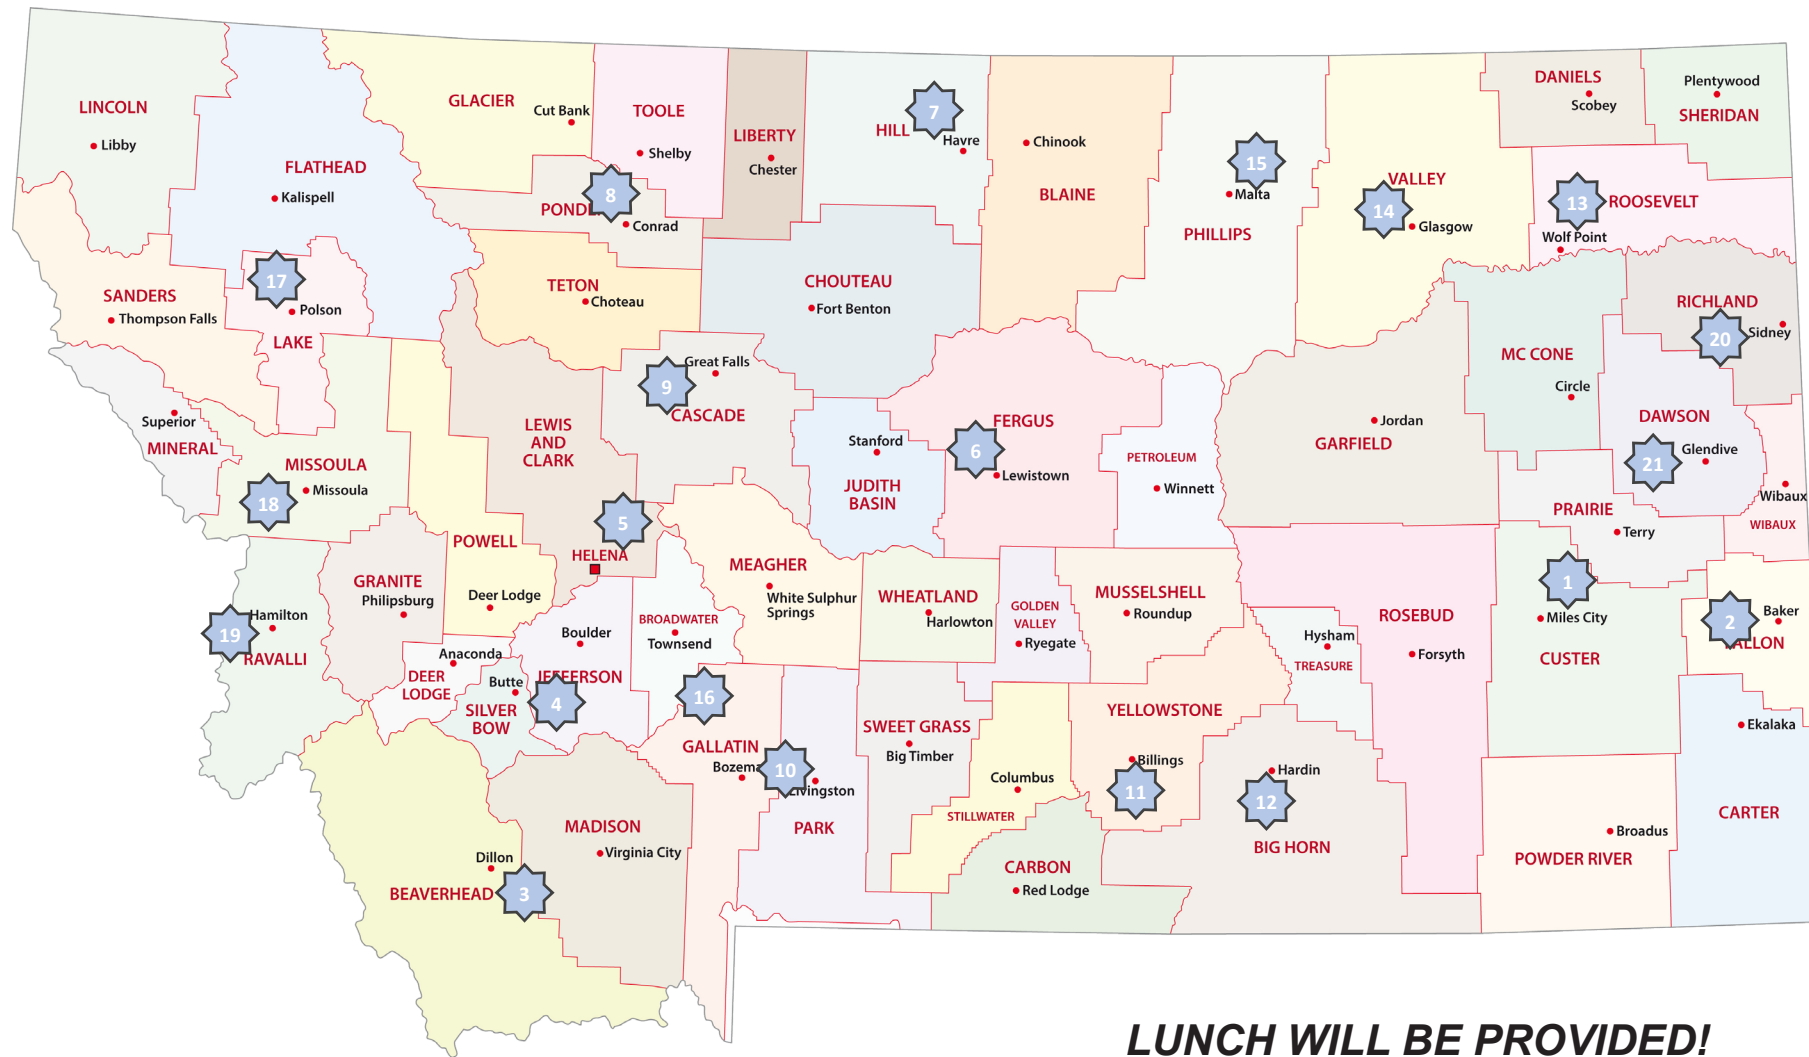 LINCOLN
Libby
FLATHEAD
Kalispell
GLACIER
Cut Bank
TOOLE
Shelby
LIBERTY
Chester
HILL
7
Havre
Chinook
BLAINE
15
Malta
PHILLIPS
VALLEY
14
Glasgow
DANIELS
Scobey
Plentywood
SHERIDAN
13
ROOSEVELT
Wolf Point
8
Conrad
17
Polson
LAKE
SANDERS
Thompson Falls
TETON
Choteau
CHOUTEAU
Fort Benton
RICHLAND
20
Sidney
MC CONE
Circle
Great Falls
9
CASCADE
Superior
MINERAL
LEWIS
AND
CLARK
Stanford
JUDITH
BASIN
FERGUS
6
Lewistown
PETROLEUM
Winnett
Jordan
GARFIELD
DAWSON
21
Glendive
Wibaux
WIBAUX
PRAIRIE
Terry
MISSOULA
Missoula
18
5
HELENA
POWELL
Deer Lodge
GRANITE
Philipsburg
MEAGHER
White Sulphur
Springs
WHEATLAND
Harlowton
GOLDEN
VALLEY
Ryegate
MUSSELSHELL
Roundup
Hysham
TREASURE
ROSEBUD
Forsyth
1
Miles City
CUSTER
2
Baker
Hamilton
19
RAVALLI
Anaconda
DEER
LODGE
Butte
SILVER
BOW
Boulder
JEFFERSON
4
BROADWATER
Townsend
16
GALLATIN
10
Livingston
PARK
SWEET GRASS
Big Timber
Columbus
STILLWATER
YELLOWSTONE
Billings
11
Hardin
12
BIG HORN
CARBON
Red Lodge
Ekalaka
CARTER
Broadus
POWDER RIVER
MADISON
Virginia City
Dillon
BEAVERHEAD
3
LUNCH WILL BE PROVIDED!